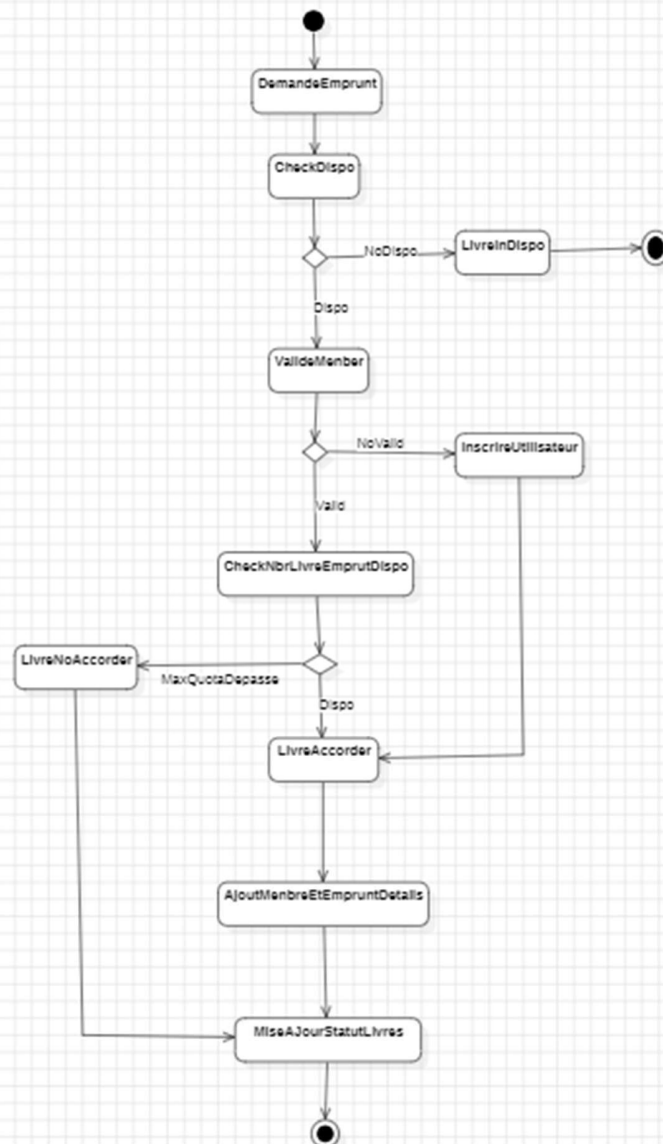 DemandeEmprunt
CheckDispo
NoDispo
LivreInDispo
Dispo
ValideMenber
NoValid
InscrireUtilisateur
Valid
CheckNbrLivreEmprutDispo
LivreNoAccorder
MaxQuotaDepasse
Dispo
LivreAccorder
AjoutMenbreEtEmpruntDetails
MiseAJourStatutLivres